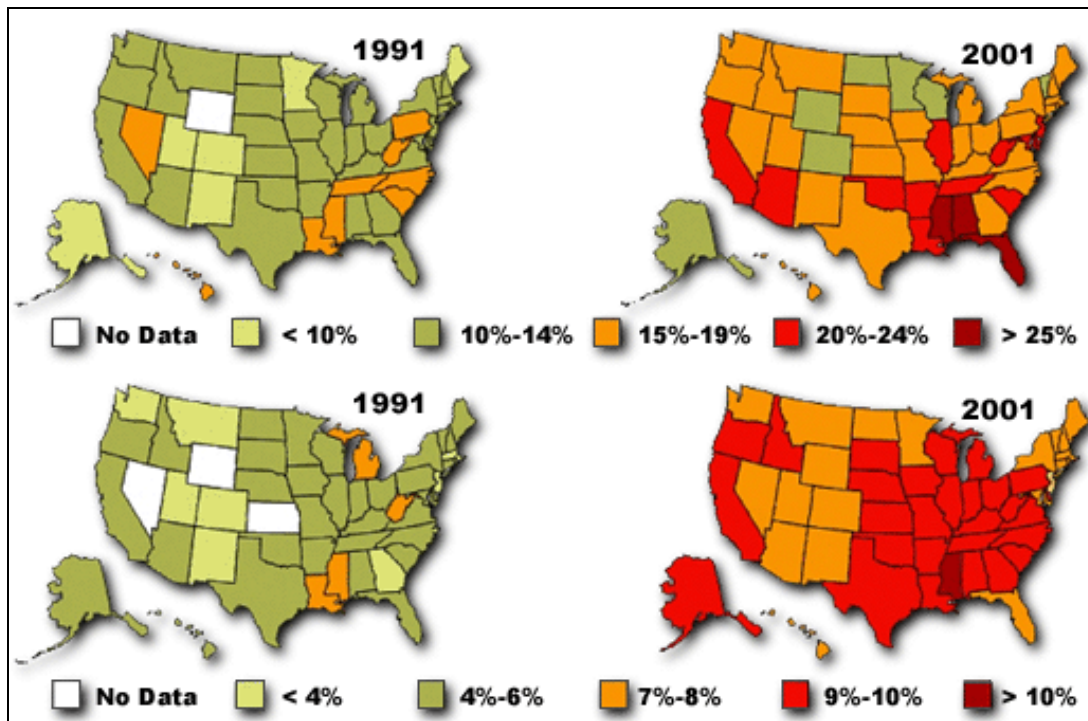 1991 2001
No Data < 10% 10%-14% 15%-19% 20%-24% > 25%
1991 2001
No Data < 4% 4%-6% 7%-8% 9%-10% > 10%